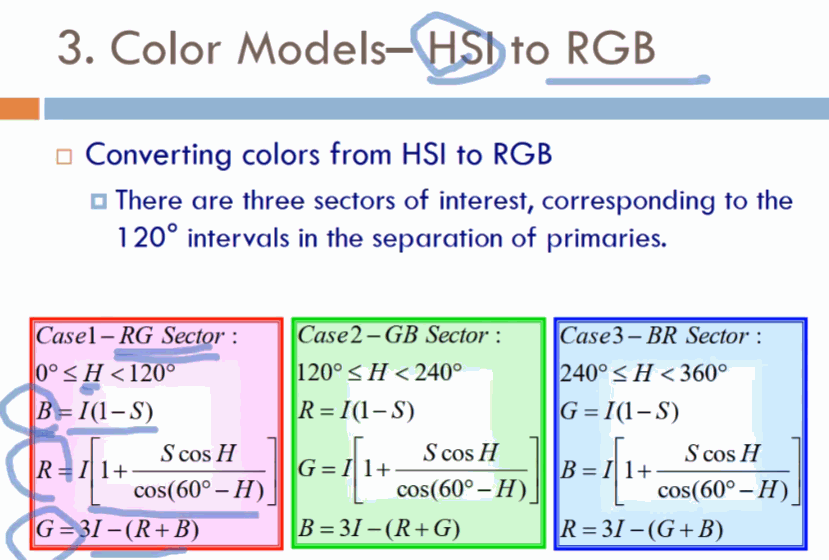 3. Color Models– HSI to RGB
Converting colors from HSI to RGB
There are three sectors of interest, corresponding to the
120° intervals in the separation of primaries.
Case1 – RG Sector :
0° ≤ H < 120°
B = I(1 – S)
R = I[1 + S cos H / cos(60° – H)]
G = 3I – (R + B)
Case2 – GB Sector :
120° ≤ H < 240°
R = I(1 – S)
G = I[1 + S cos H / cos(60° – H)]
B = 3I – (R + G)
Case3 – BR Sector :
240° ≤ H < 360°
G = I(1 – S)
B = I[1 + S cos H / cos(60° – H)]
R = 3I – (G + B)